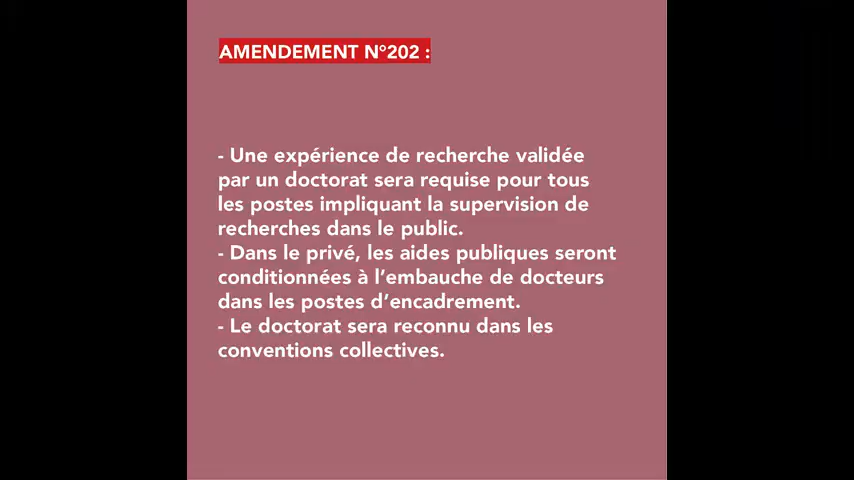 AMENDEMENT N°202 :
- Une expérience de recherche validée
par un doctorat sera requise pour tous
les postes impliquant la supervision de
recherches dans le public.
- Dans le privé, les aides publiques seront
conditionnées à l’embauche de docteurs
dans les postes d’encadrement.
- Le doctorat sera reconnu dans les
conventions collectives.